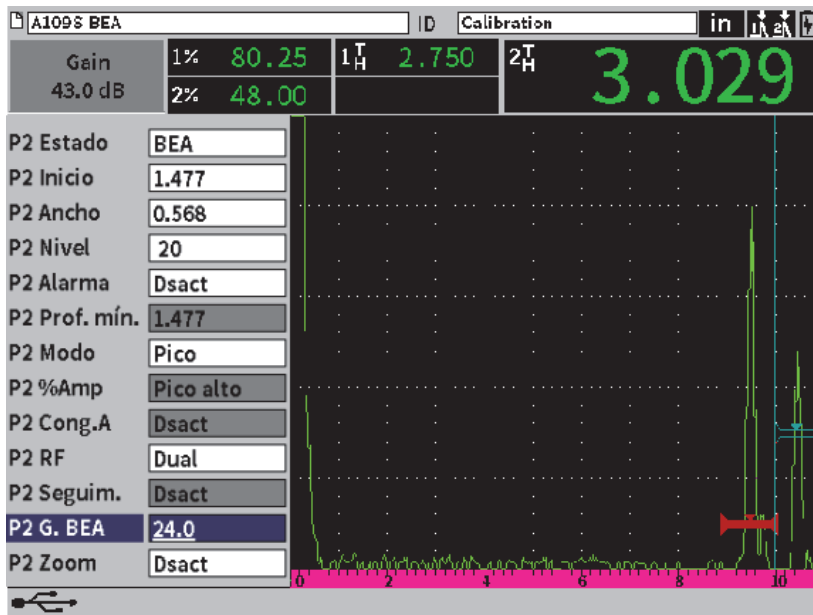 A109S BEA ID Calibration in
Gain
43.0 dB
1% 80.25
2% 48.00
1TH 2.750
2TH 3.029
P2 Estado BEA
P2 Inicio 1.477
P2 Ancho 0.568
P2 Nivel 20
P2 Alarma Dsact
P2 Prof. mín. 1.477
P2 Modo Pico
P2 %Amp Pico alto
P2 Cong.A Dsact
P2 RF Dual
P2 Seguim. Dsact
P2 G. BEA 24.0
P2 Zoom Dsact
0 2 4 6 8 10